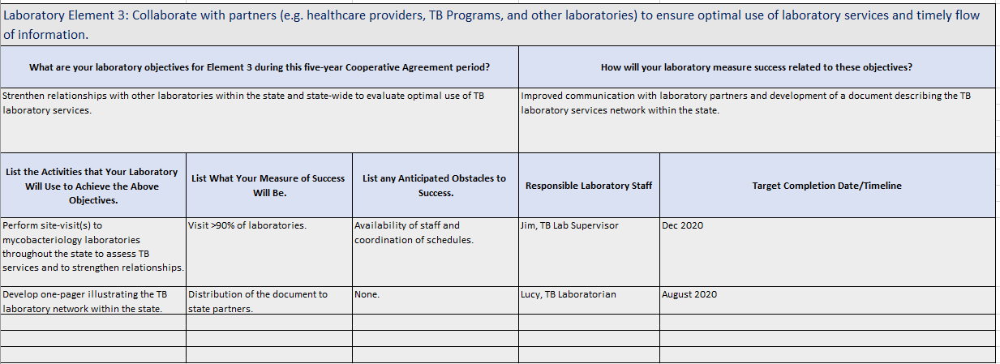 Laboratory Element 3: Collaborate with partners (e.g. healthcare providers, TB Programs, and other laboratories) to ensure optimal use of laboratory services and timely flow
of information.
What are your laboratory objectives for Element 3 during this five-year Cooperative Agreement period?
How will your laboratory measure success related to these objectives?
Strenthen relationships with other laboratories within the state and state-wide to evaluate optimal use of TB
laboratory services.
Improved communication with laboratory partners and development of a document describing the TB
laboratory services network within the state.
List the Activities that Your Laboratory
Will Use to Achieve the Above
Objectives.
List What Your Measure of Success
Will Be.
List any Anticipated Obstacles to
Success.
Responsible Laboratory Staff
Target Completion Date/Timeline
Perform site-visit(s) to
mycobacteriology laboratories
throughout the state to assess TB
services and to strengthen relationships.
Visit >90% of laboratories.
Availability of staff and
coordination of schedules.
Jim, TB Lab Supervisor
Dec 2020
Develop one-pager illustrating the TB
laboratory network within the state.
Distribution of the document to
state partners.
None.
Lucy, TB Laboratorian
August 2020